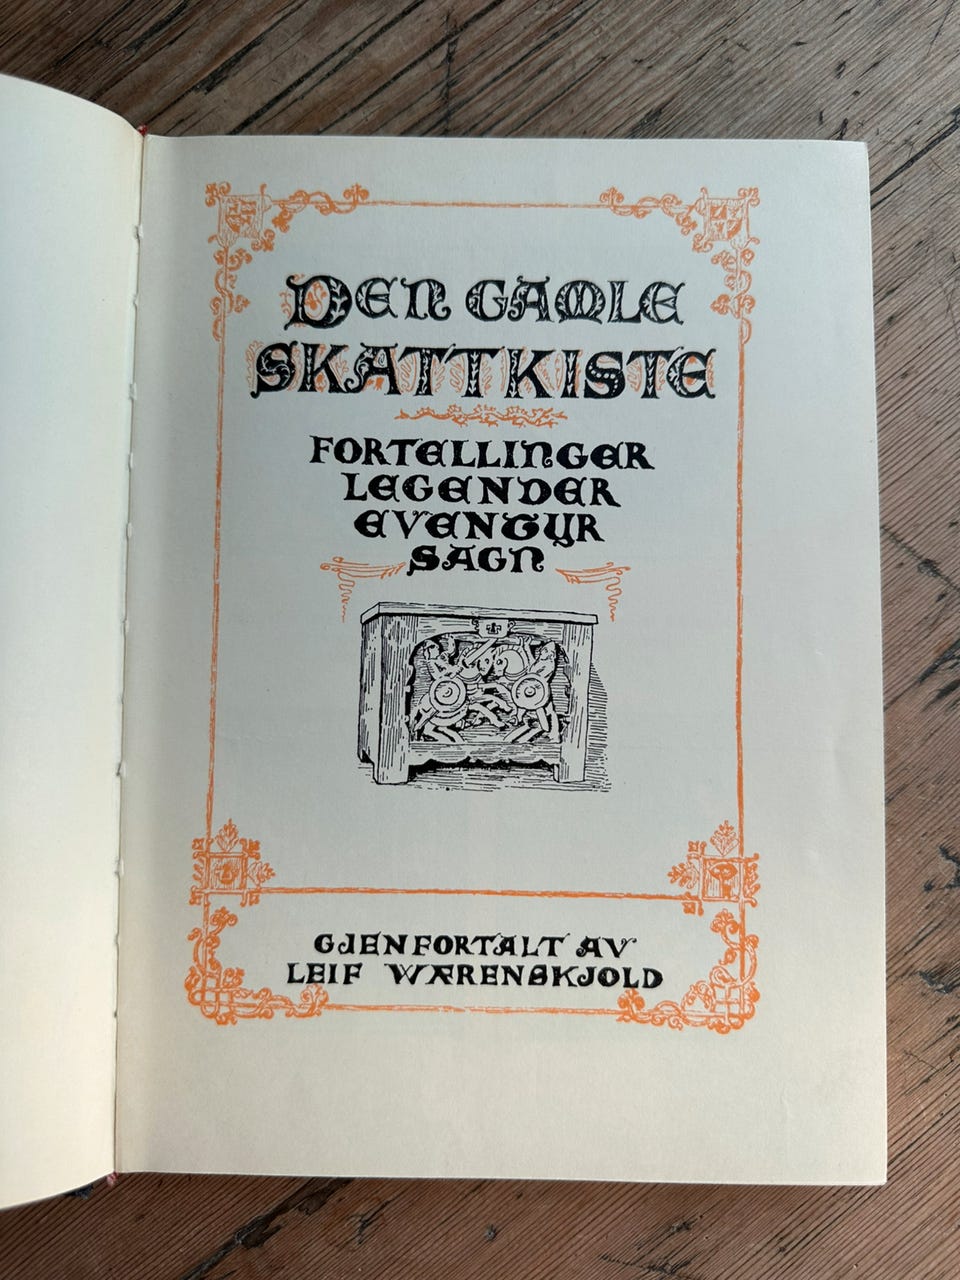 DEN GAMLE
SKATTKISTE
FORTELLINGER
LEGENDER
EVENTYR
SAGN
GJENFORTALT AV
LEIF WÆRENSKJOLD